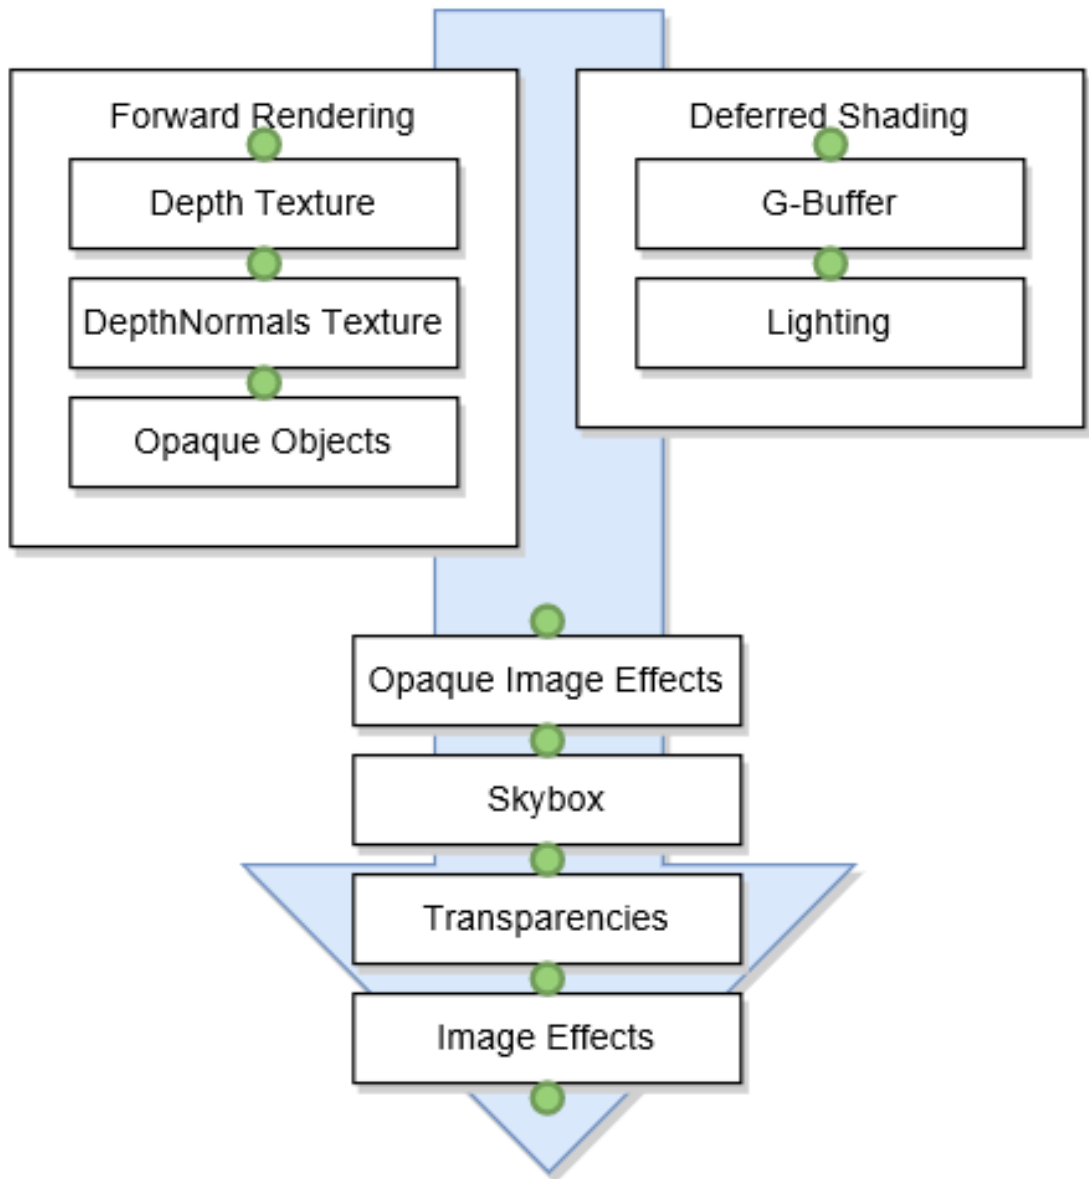 Forward Rendering
Depth Texture
DepthNormals Texture
Opaque Objects
Deferred Shading
G-Buffer
Lighting
Opaque Image Effects
Skybox
Transparencies
Image Effects